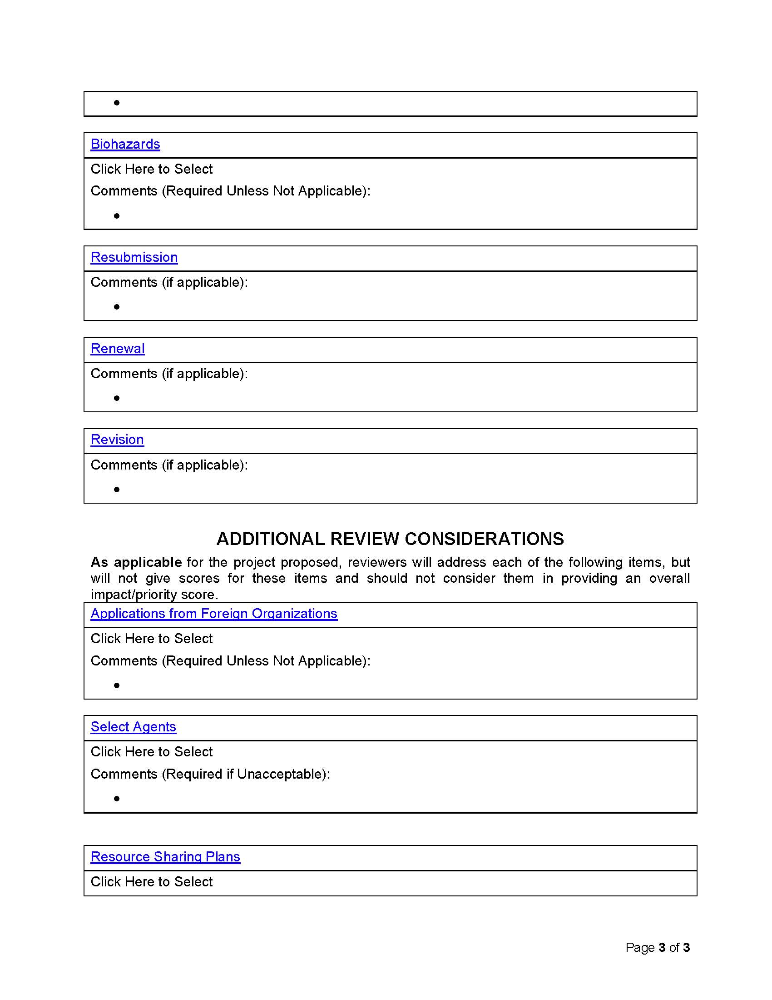 •
Biohazards
Click Here to Select
Comments (Required Unless Not Applicable):
•
Resubmission
Comments (if applicable):
•
Renewal
Comments (if applicable):
•
Revision
Comments (if applicable):
•
ADDITIONAL REVIEW CONSIDERATIONS
As applicable for the project proposed, reviewers will address each of the following items, but
will not give scores for these items and should not consider them in providing an overall
impact/priority score.
Applications from Foreign Organizations
Click Here to Select
Comments (Required Unless Not Applicable):
•
Select Agents
Click Here to Select
Comments (Required if Unacceptable):
•
Resource Sharing Plans
Click Here to Select
Page 3 of 3